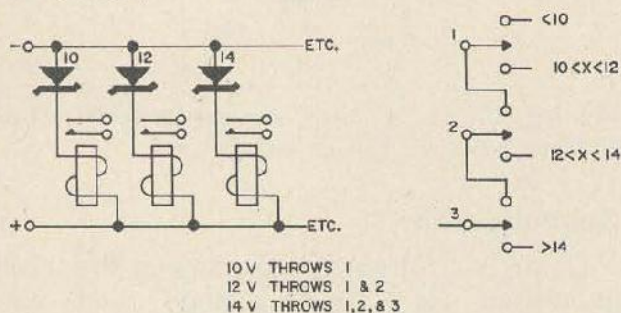 - ETC.
10 12 14
+ ETC.
10 V THROWS 1
12 V THROWS 1 & 2
14 V THROWS 1, 2, & 3
<10
1
10 < X < 12
2
12 < X < 14
3
>14